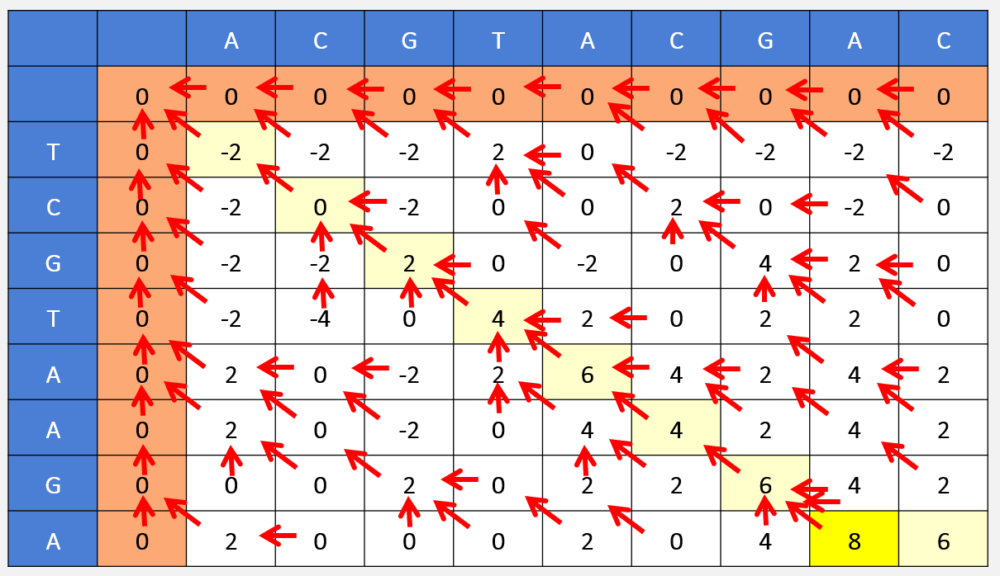 A C G T A C G A C
0 0 0 0 0 0 0 0 0 0
T 0 -2 -2 -2 2 0 -2 -2 -2 -2
C 0 -2 0 -2 0 0 2 0 -2 0
G 0 -2 -2 2 0 -2 0 4 2 0
T 0 -2 -4 0 4 2 0 2 2 0
A 0 2 0 -2 2 6 4 2 4 2
A 0 2 0 -2 0 4 4 2 4 2
G 0 0 0 2 0 2 2 6 4 2
A 0 2 0 0 0 2 0 4 8 6